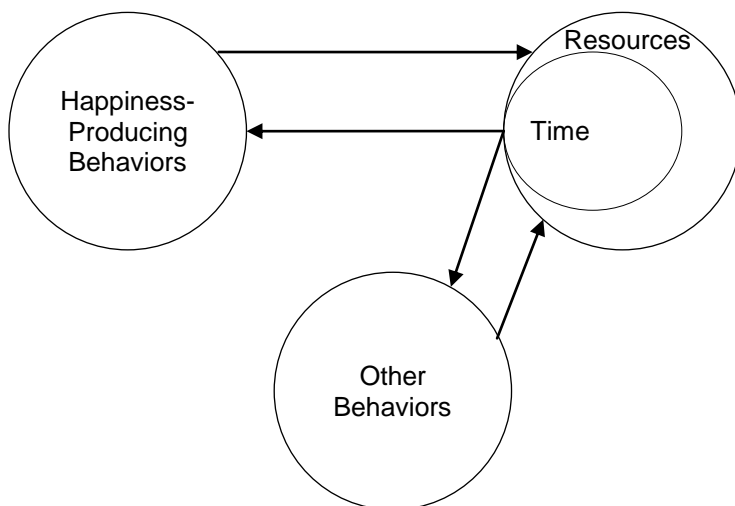 Resources
Happiness-
Producing
Behaviors
Time
Other
Behaviors